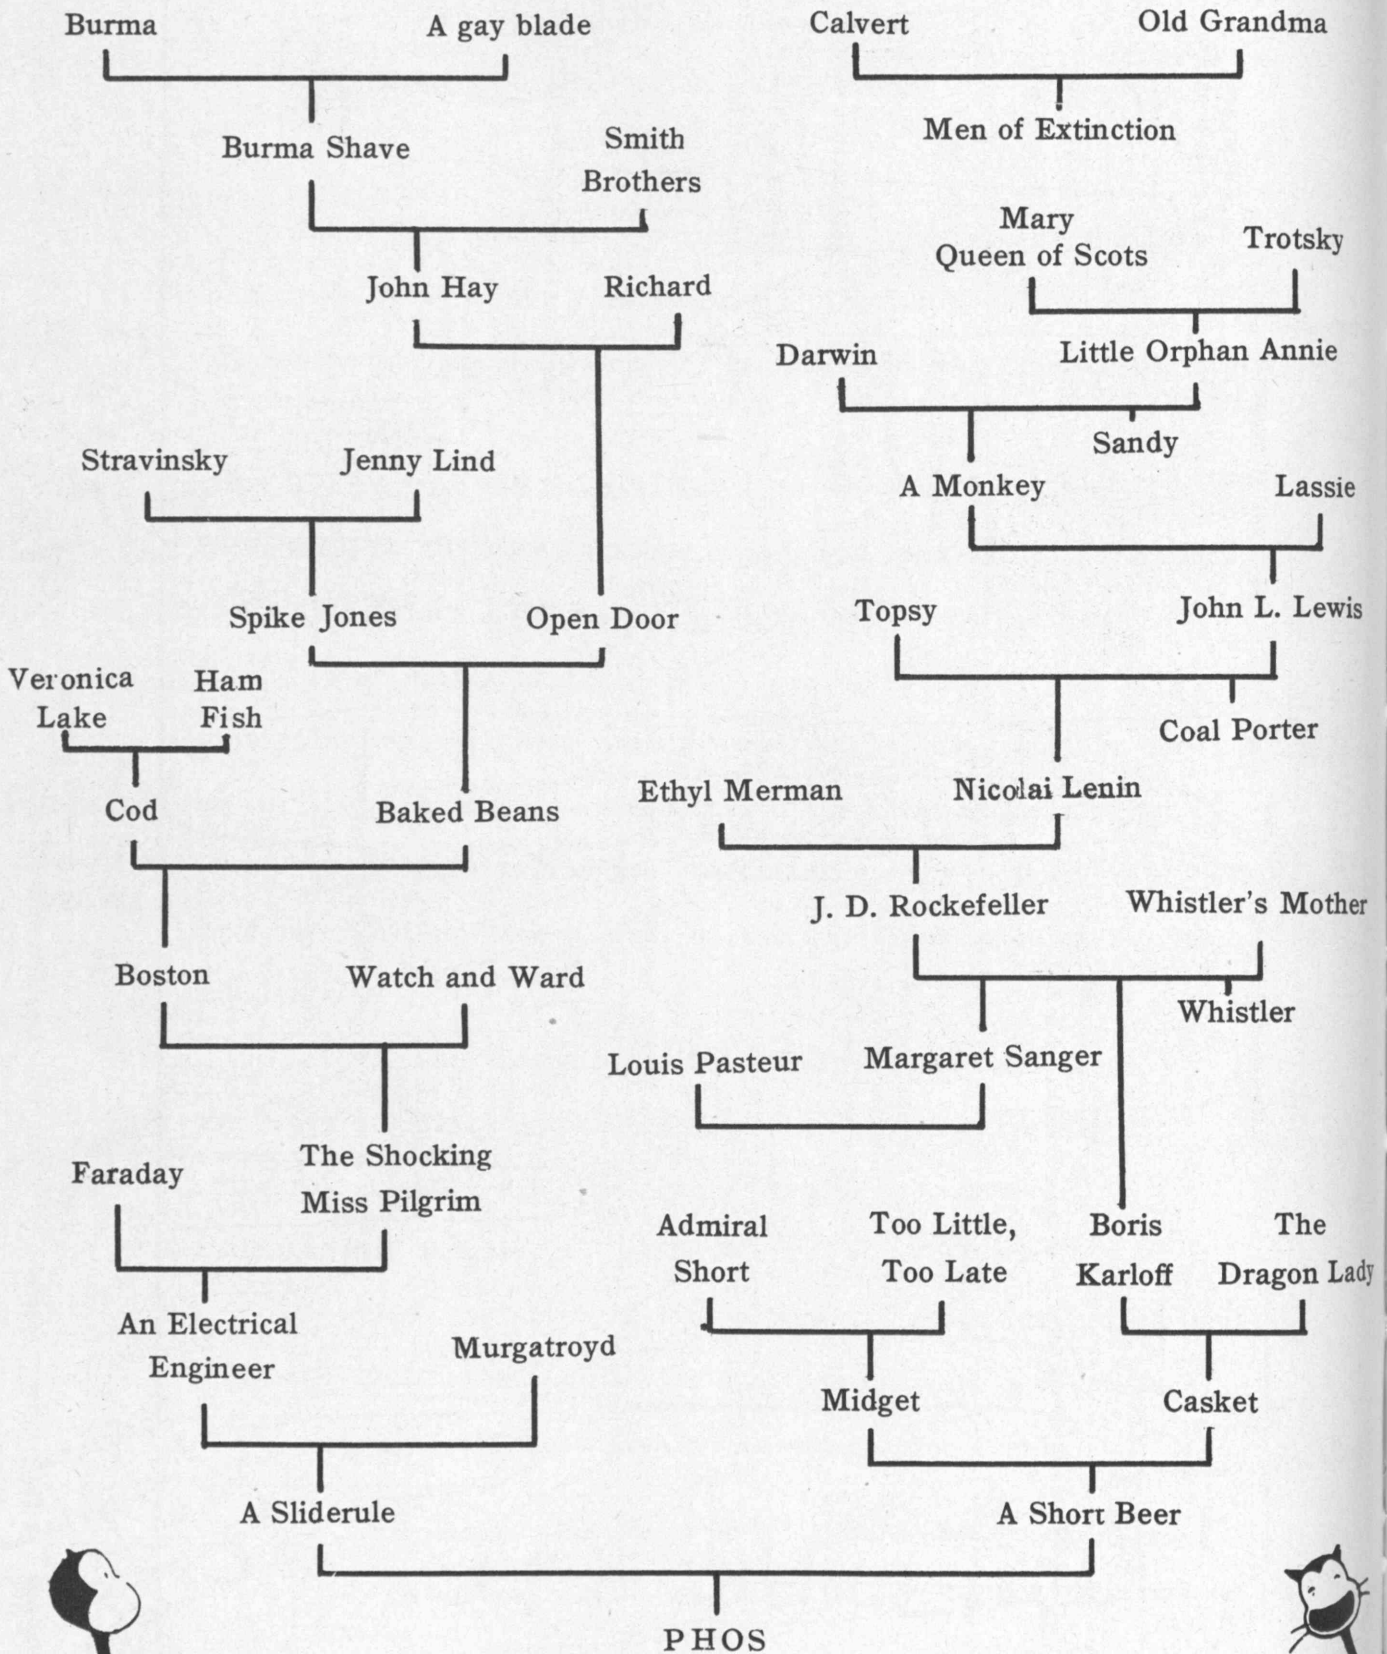 Burma
A gay blade
Calvert
Old Grandma
Men of Extinction
Burma Shave
Smith
Brothers
Mary
Queen of Scots
Trotsky
John Hay
Richard
Darwin
Little Orphan Annie
Sandy
Stravinsky
Jenny Lind
A Monkey
Lassie
Spike Jones
Open Door
Topsy
John L. Lewis
Veronica
Lake
Ham
Fish
Coal Porter
Cod
Baked Beans
Ethyl Merman
Nicolai Lenin
J. D. Rockefeller
Whistler's Mother
Boston
Watch and Ward
Whistler
Louis Pasteur
Margaret Sanger
Faraday
The Shocking
Miss Pilgrim
Admiral
Short
Too Little,
Too Late
Boris
Karloff
The
Dragon Lady
An Electrical
Engineer
Murgatroyd
Midget
Casket
A Sliderule
A Short Beer
PHOS